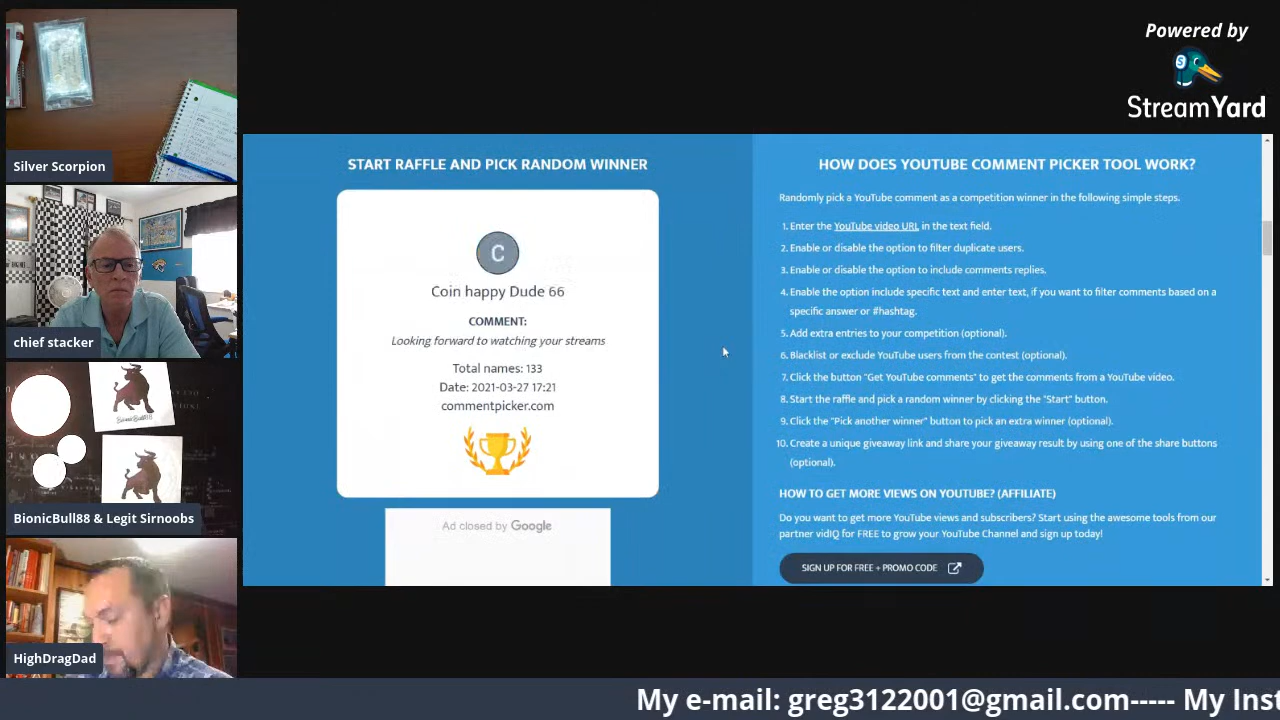 Powered by
StreamYard
Silver Scorpion
chief stacker
BionicBull88 & Legit Sirnoobs
HighDragDad
START RAFFLE AND PICK RANDOM WINNER
C
Coin happy Dude 66
COMMENT:
Looking forward to watching your streams
Total names: 133
Date: 2021-03-27 17:21
commentpicker.com
Ad closed by Google
HOW DOES YOUTUBE COMMENT PICKER TOOL WORK?
Randomly pick a YouTube comment as a competition winner in the following simple steps.
1. Enter the YouTube video URL in the text field.
2. Enable or disable the option to filter duplicate users.
3. Enable or disable the option to include comments replies.
4. Enable the option include specific text and enter text, if you want to filter comments based on a
specific answer or #hashtag.
5. Add extra entries to your competition (optional).
6. Blacklist or exclude YouTube users from the contest (optional).
7. Click the button "Get YouTube comments" to get the comments from a YouTube video.
8. Start the raffle and pick a random winner by clicking the "Start" button.
9. Click the "Pick another winner" button to pick an extra winner (optional).
10. Create a unique giveaway link and share your giveaway result by using one of the share buttons
(optional).
HOW TO GET MORE VIEWS ON YOUTUBE? (AFFILIATE)
Do you want to get more YouTube views and subscribers? Start using the awesome tools from our
partner vidIQ for FREE to grow your YouTube Channel and sign up today!
SIGN UP FOR FREE + PROMO CODE
My e-mail: greg3122001@gmail.com----- My Inst